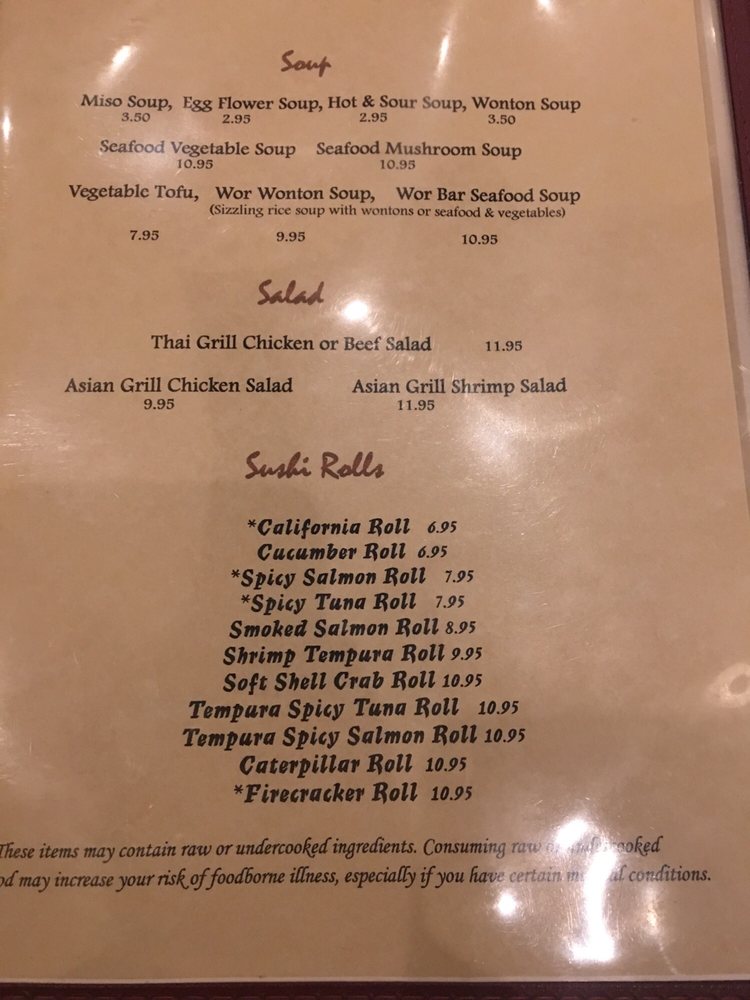 Soup
Miso Soup, Egg Flower Soup, Hot & Sour Soup, Wonton Soup
3.50 2.95 2.95 3.50
Seafood Vegetable Soup Seafood Mushroom Soup
10.95 10.95
Vegetable Tofu, Wor Wonton Soup, Wor Bar Seafood Soup
(Sizzling rice soup with wontons or seafood & vegetables)
7.95 9.95 10.95
Salad
Thai Grill Chicken or Beef Salad 11.95
Asian Grill Chicken Salad Asian Grill Shrimp Salad
9.95 11.95
Sushi Rolls
*California Roll 6.95
Cucumber Roll 6.95
*Spicy Salmon Roll 7.95
*Spicy Tuna Roll 7.95
Smoked Salmon Roll 8.95
Shrimp Tempura Roll 9.95
Soft Shell Crab Roll 10.95
Tempura Spicy Tuna Roll 10.95
Tempura Spicy Salmon Roll 10.95
Caterpillar Roll 10.95
*Firecracker Roll 10.95
These items may contain raw or undercooked ingredients. Consuming raw or undercooked
may increase your risk of foodborne illness, especially if you have certain medical conditions.